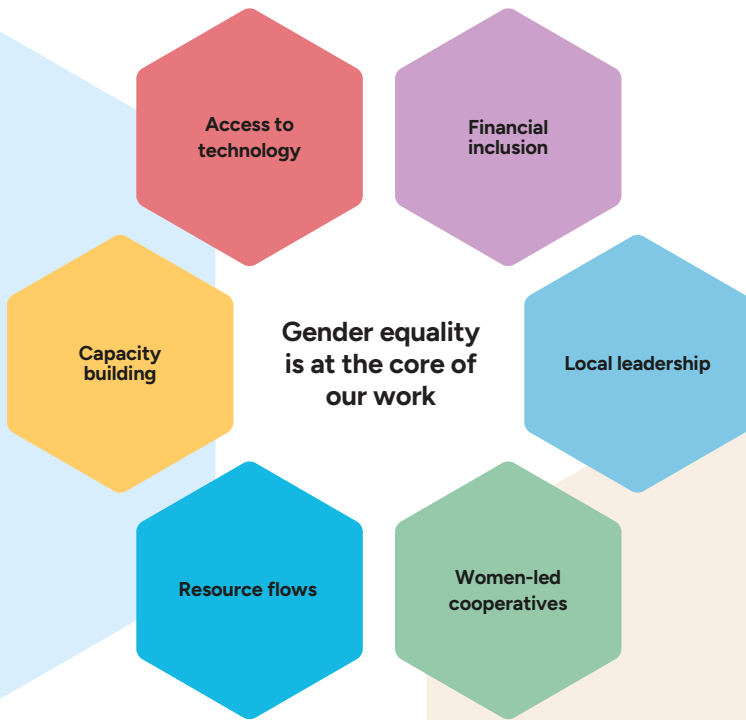 Access to
technology
Financial
inclusion
Capacity
building
Gender equality
is at the core of
our work
Local leadership
Resource flows
Women-led
cooperatives